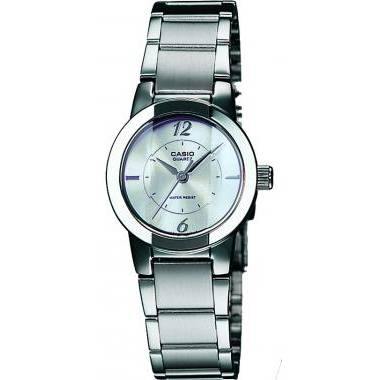 12
CASIO
QUARTZ
WATER RESIST
6